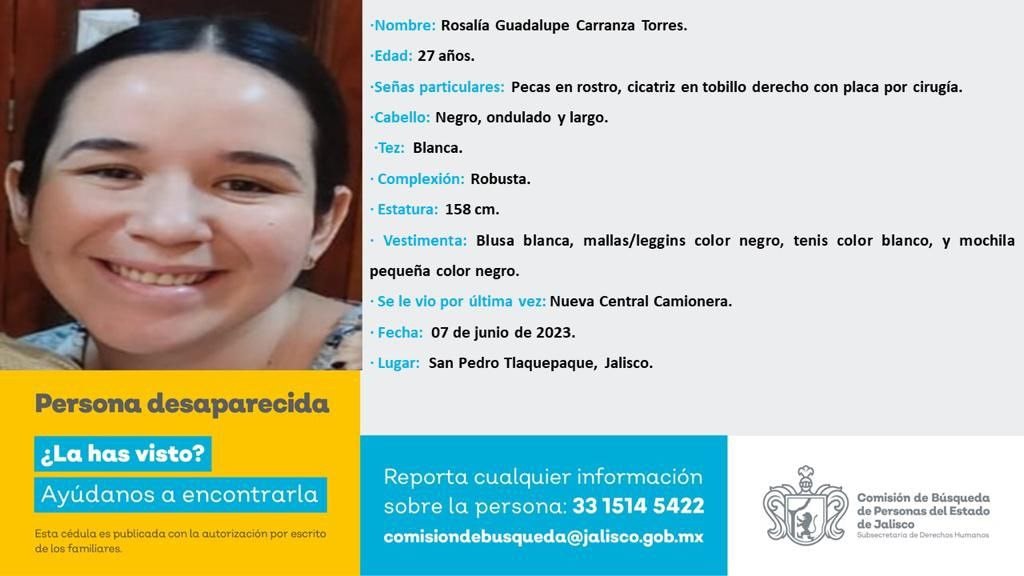 ·Nombre: Rosalía Guadalupe Carranza Torres.
·Edad: 27 años.
·Señas particulares: Pecas en rostro, cicatriz en tobillo derecho con placa por cirugía.
·Cabello: Negro, ondulado y largo.
·Tez: Blanca.
· Complexión: Robusta.
· Estatura: 158 cm.
· Vestimenta: Blusa blanca, mallas/leggins color negro, tenis color blanco, y mochila
pequeña color negro.
· Se le vio por última vez: Nueva Central Camionera.
· Fecha: 07 de junio de 2023.
· Lugar: San Pedro Tlaquepaque, Jalisco.
Persona desaparecida
¿La has visto?
Ayúdanos a encontrarla
Esta cédula es publicada con la autorización por escrito
de los familiares.
Reporta cualquier información
sobre la persona: 33 1514 5422
comisiondebusqueda@jalisco.gob.mx
Comisión de Búsqueda
de Personas del Estado
de Jalisco
Subsecretaría de Derechos Humanos